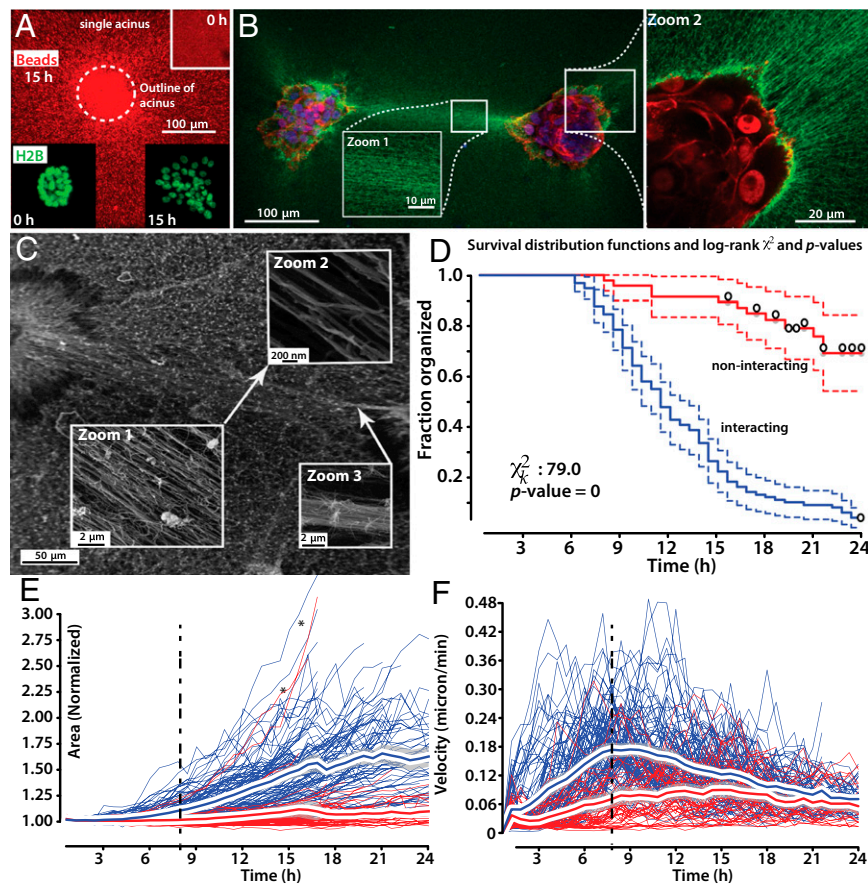 A
single acinus
0 h
Beads
15 h
Outline of
acinus
100 μm
H2B
0 h
15 h
B
Zoom 1
10 μm
100 μm
Zoom 2
20 μm
C
Zoom 2
200 nm
Zoom 1
2 μm
Zoom 3
2 μm
50 μm
D
Survival distribution functions and log-rank χ² and p-values
Fraction organized
1.0
0.8
0.6
0.4
0.2
non-interacting
interacting
χ²k : 79.0
p-value = 0
3 6 9 12 15 18 21 24
Time (h)
E
Area (Normalized)
3.00
2.75
2.50
2.25
2.00
1.75
1.50
1.25
1.00
*
*
3 6 9 12 15 18 21 24
Time (h)
F
Velocity (micron/min)
0.48
0.42
0.36
0.30
0.24
0.18
0.12
0.06
0
3 6 9 12 15 18 21 24
Time (h)